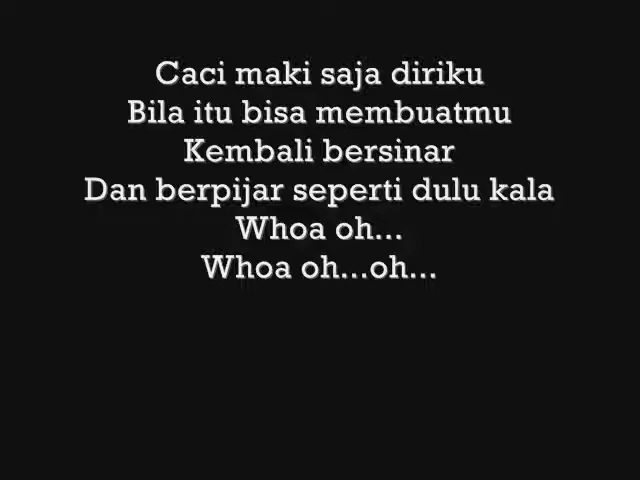 Caci maki saja diriku
Bila itu bisa membuatmu
Kembali bersinar
Dan berpijar seperti dulu kala
Whoa oh...
Whoa oh...oh...